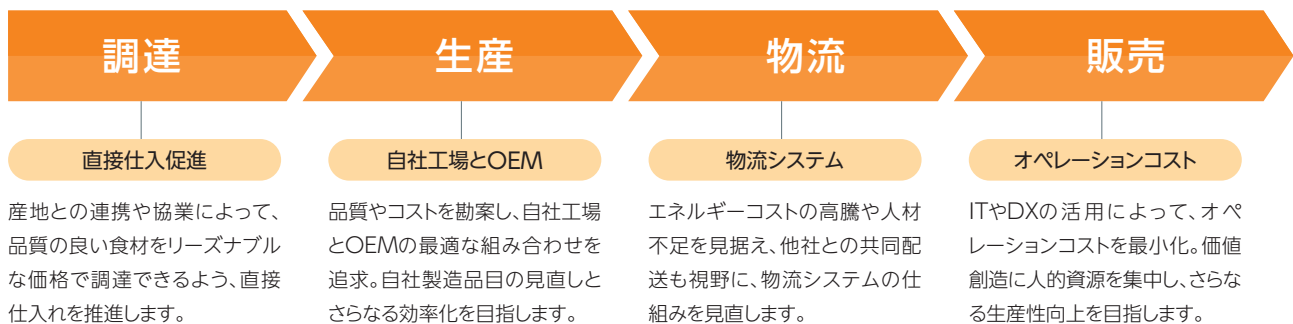 調達
生産
物流
販売
直接仕入促進
産地との連携や協業によって、
品質の良い食材をリーズナブル
な価格で調達できるよう、直接
仕入れを推進します。
自社工場とOEM
品質やコストを勘案し、自社工場
とOEMの最適な組み合わせを
追求。自社製造品目の見直しと
さらなる効率化を目指します。
物流システム
エネルギーコストの高騰や人材
不足を見据え、他社との共同配
送も視野に、物流システムの仕
組みを見直します。
オペレーションコスト
ITやDXの活用によって、オペ
レーションコストを最小化。価値
創造に人的資源を集中し、さらな
る生産性向上を目指します。